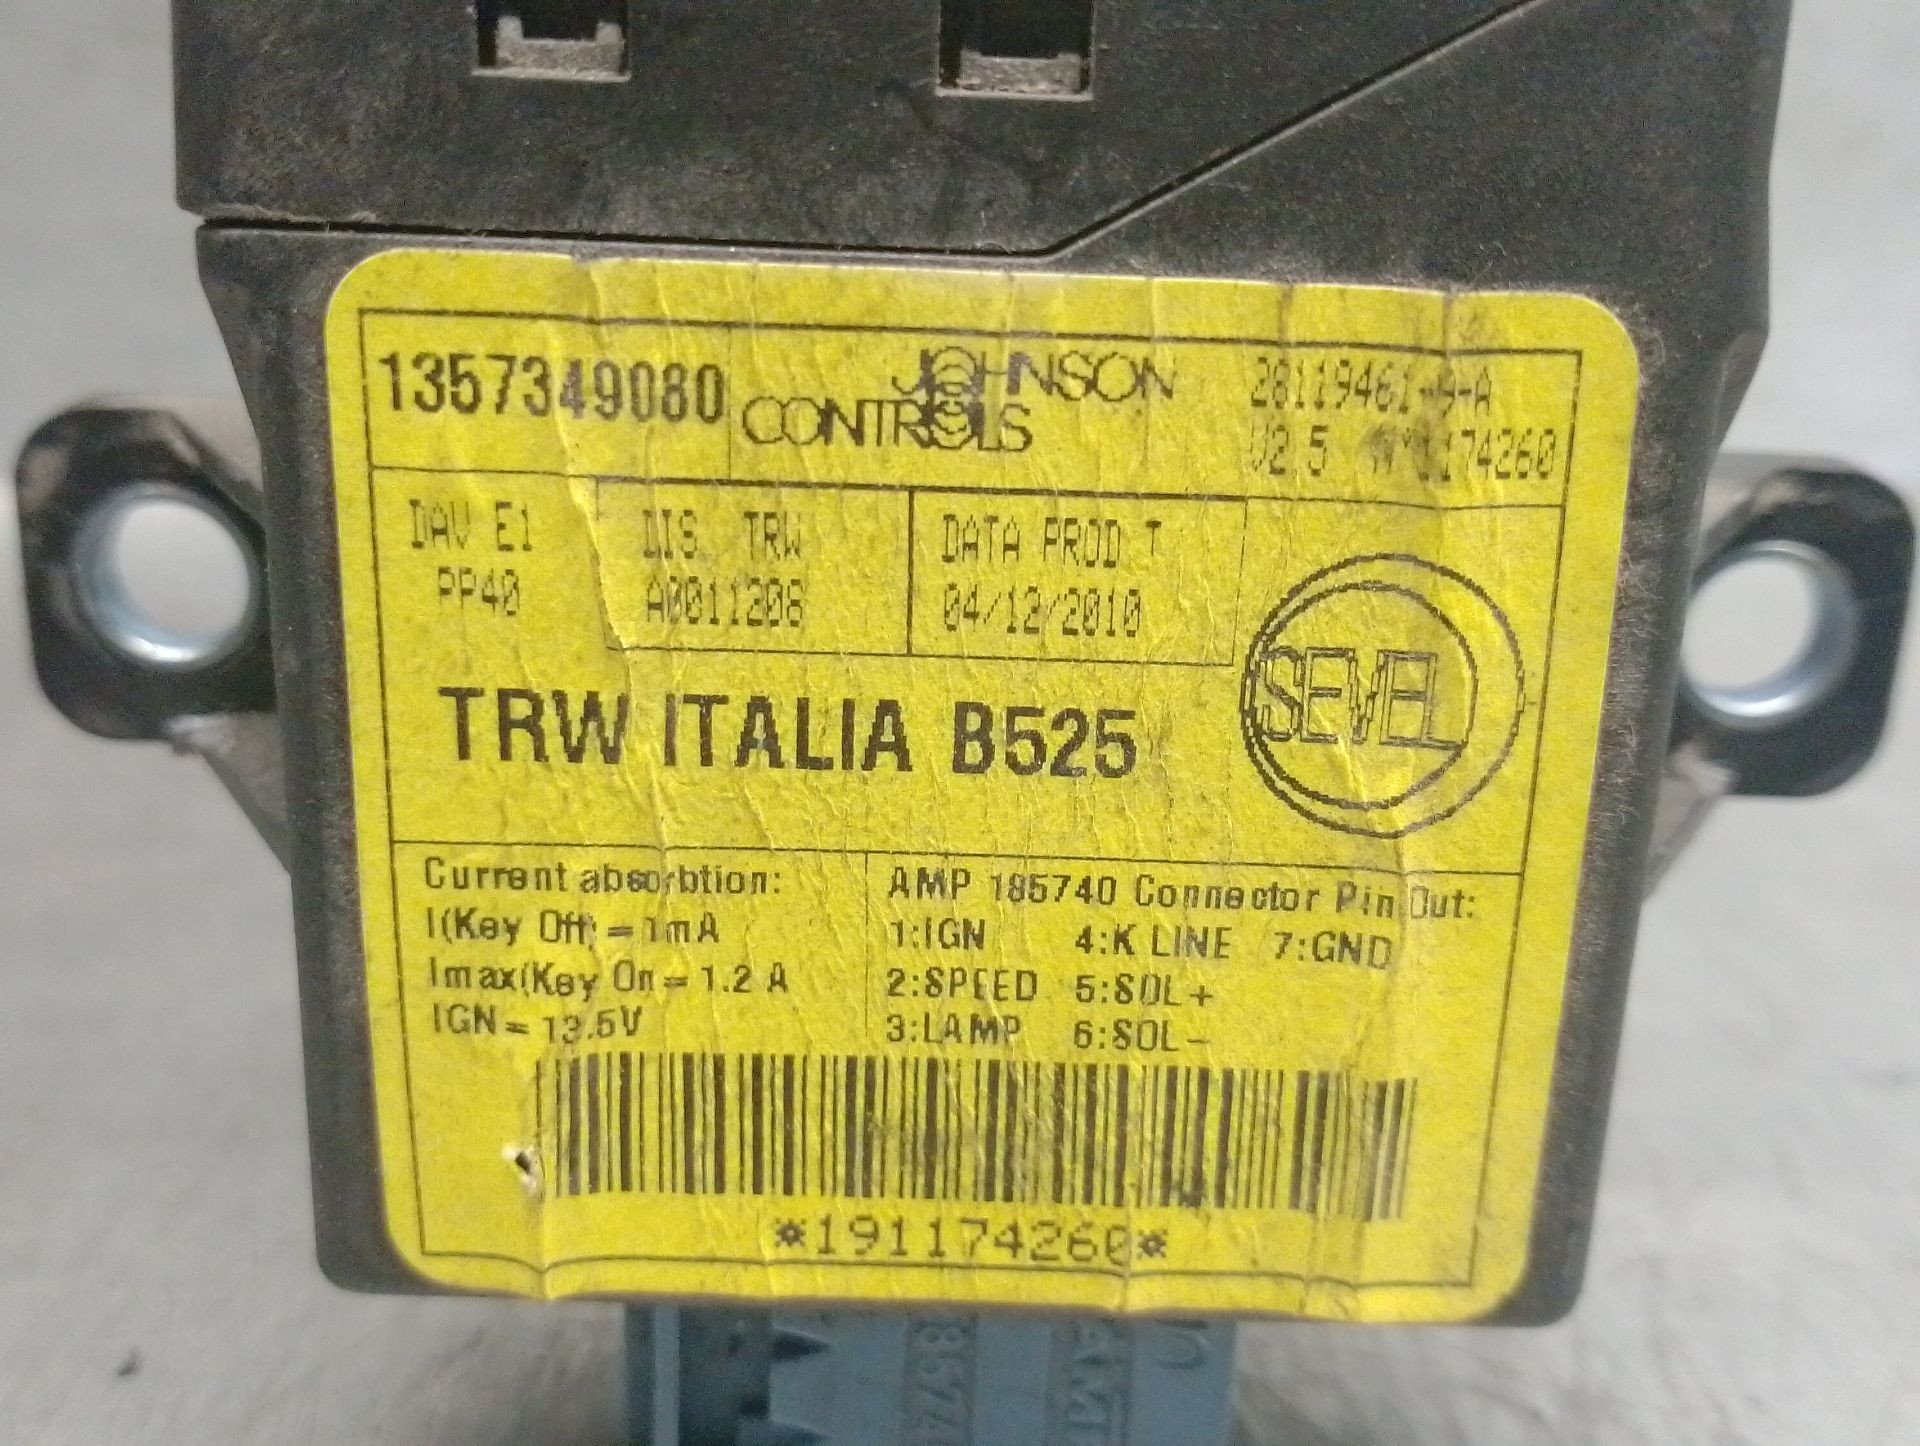 1357349080
JOHNSON
CONTROLS
28119461-9-A
V2.5 N°1174260
DAV E1
PP40
DIS. TRW
A0011208
DATA PROD T
04/12/2010
SEVEL
TRW ITALIA B525
Current absorbtion:
I(Key Off) = 1mA
Imax(Key On = 1.2 A
IGN = 13.5V
AMP 185740 Connector Pin Out:
1:IGN 4:K LINE 7:GND
2:SPEED 5:SOL+
3:LAMP 6:SOL-
*191174260*
AMP